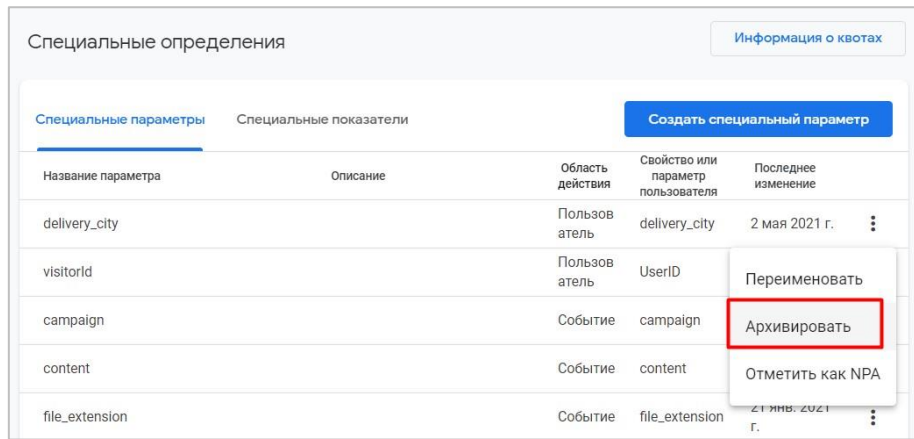 Специальные определения
Информация о квотах
Специальные параметры
Специальные показатели
Создать специальный параметр
Название параметра
Описание
Область
действия
Свойство или
параметр
пользователя
Последнее
изменение
delivery_city
Пользов
атель
delivery_city
2 мая 2021 г.
visitorId
Пользов
атель
UserID
Переименовать
campaign
Событие
campaign
Архивировать
content
Событие
content
Отметить как NPA
file_extension
Событие
file_extension
21 янв. 2021
г.